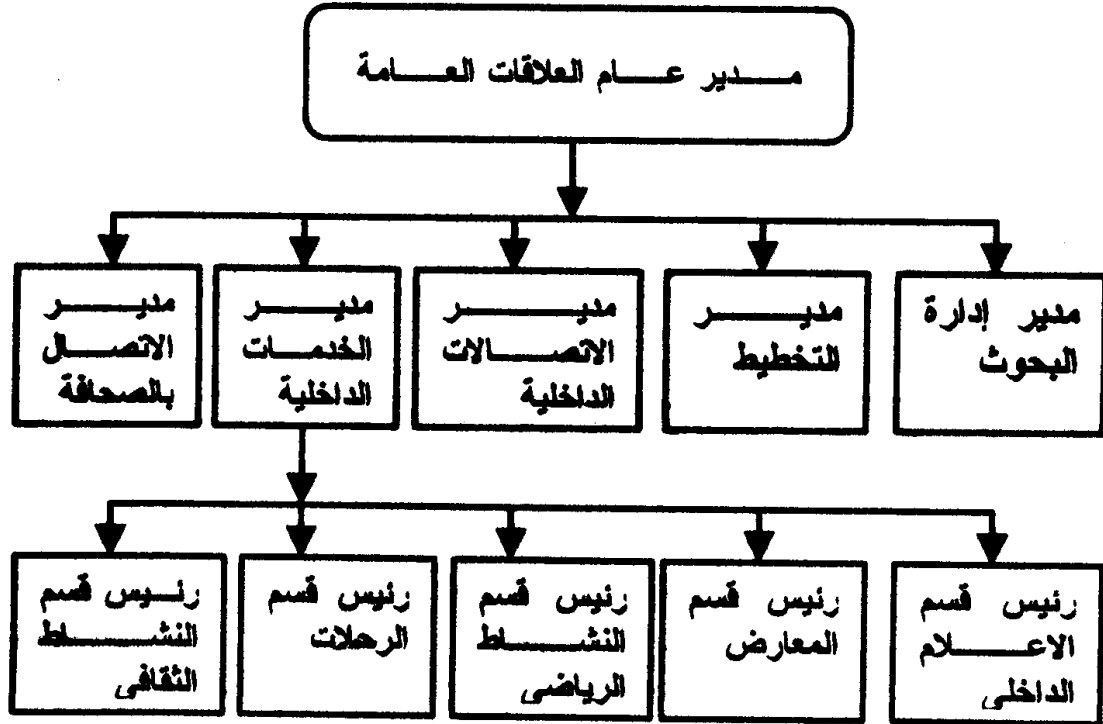 مدير عام العلاقات العامة
مدير إدارة
البحوث
مدير
التخطيط
مدير
الاتصالات
الداخلية
مدير
الخدمات
الداخلية
مدير
الاتصال
بالصحافة
رئيس قسم
الاعلام
الداخلى
رئيس قسم
المعارض
رئيس قسم
النشاط
الرياضى
رئيس قسم
الرحلات
رئيس قسم
النشاط
الثقافى